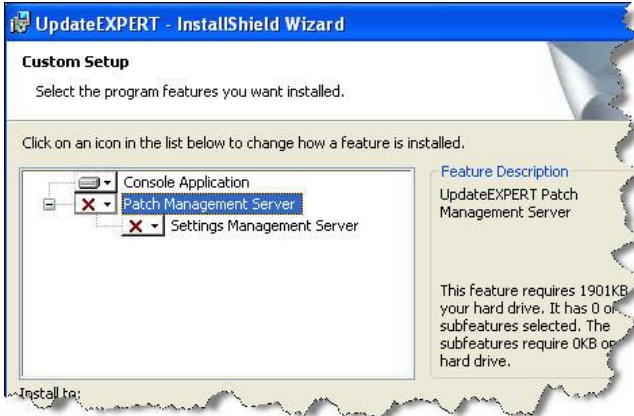 UpdateEXPERT - InstallShield Wizard
Custom Setup
Select the program features you want installed.
Click on an icon in the list below to change how a feature is installed.
Console Application
Patch Management Server
Settings Management Server
Feature Description
UpdateEXPERT Patch
Management Server
This feature requires 1901KB
your hard drive. It has 0 of
subfeatures selected. The
subfeatures require 0KB on
hard drive.
Install to: